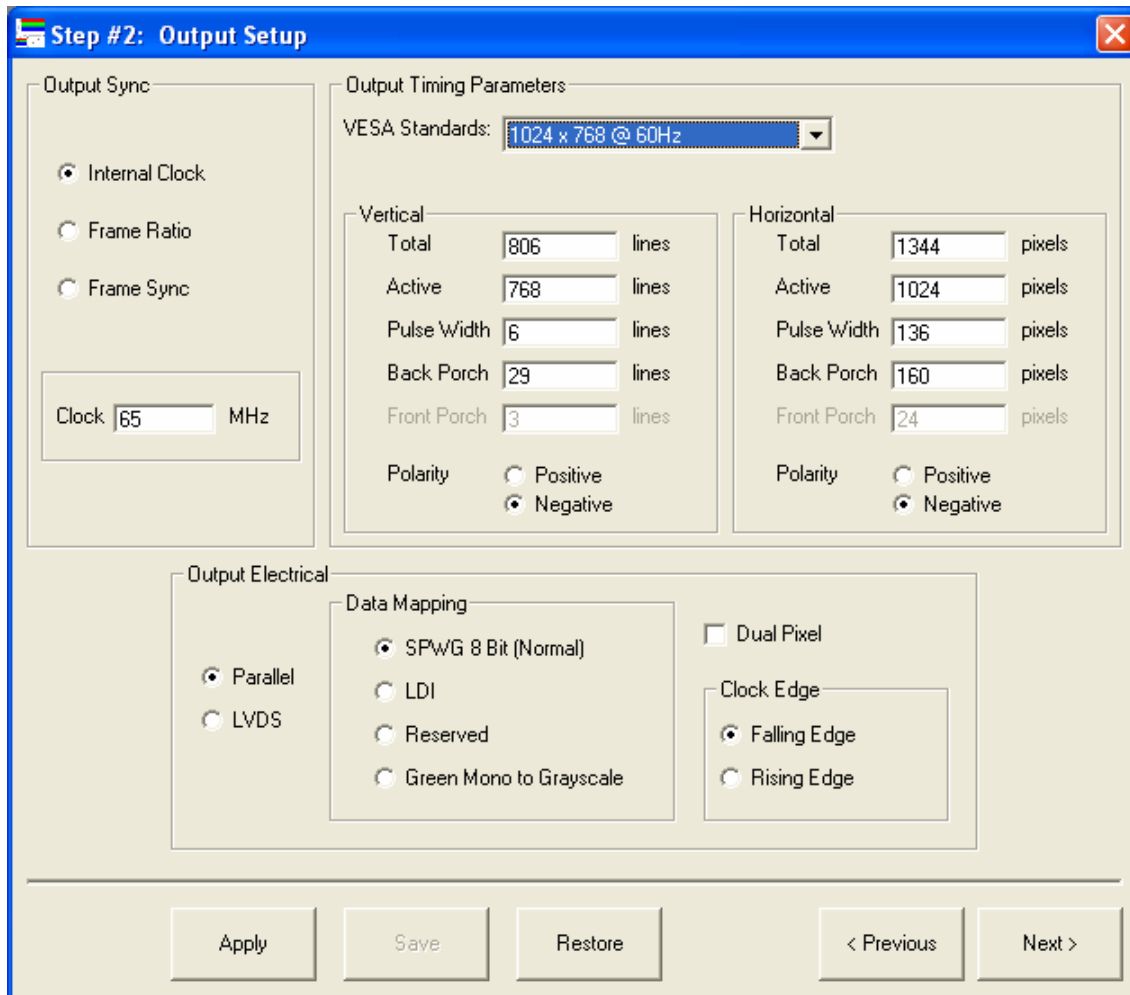 Step #2: Output Setup
Output Sync
Internal Clock
Frame Ratio
Frame Sync
Clock 65 MHz
Output Timing Parameters
VESA Standards: 1024 x 768 @ 60Hz
Vertical
Total 806 lines
Active 768 lines
Pulse Width 6 lines
Back Porch 29 lines
Front Porch 3 lines
Polarity Positive
Negative
Horizontal
Total 1344 pixels
Active 1024 pixels
Pulse Width 136 pixels
Back Porch 160 pixels
Front Porch 24 pixels
Polarity Positive
Negative
Output Electrical
Parallel
LVDS
Data Mapping
SPWG 8 Bit (Normal)
LDI
Reserved
Green Mono to Grayscale
Dual Pixel
Clock Edge
Falling Edge
Rising Edge
Apply Save Restore < Previous Next >